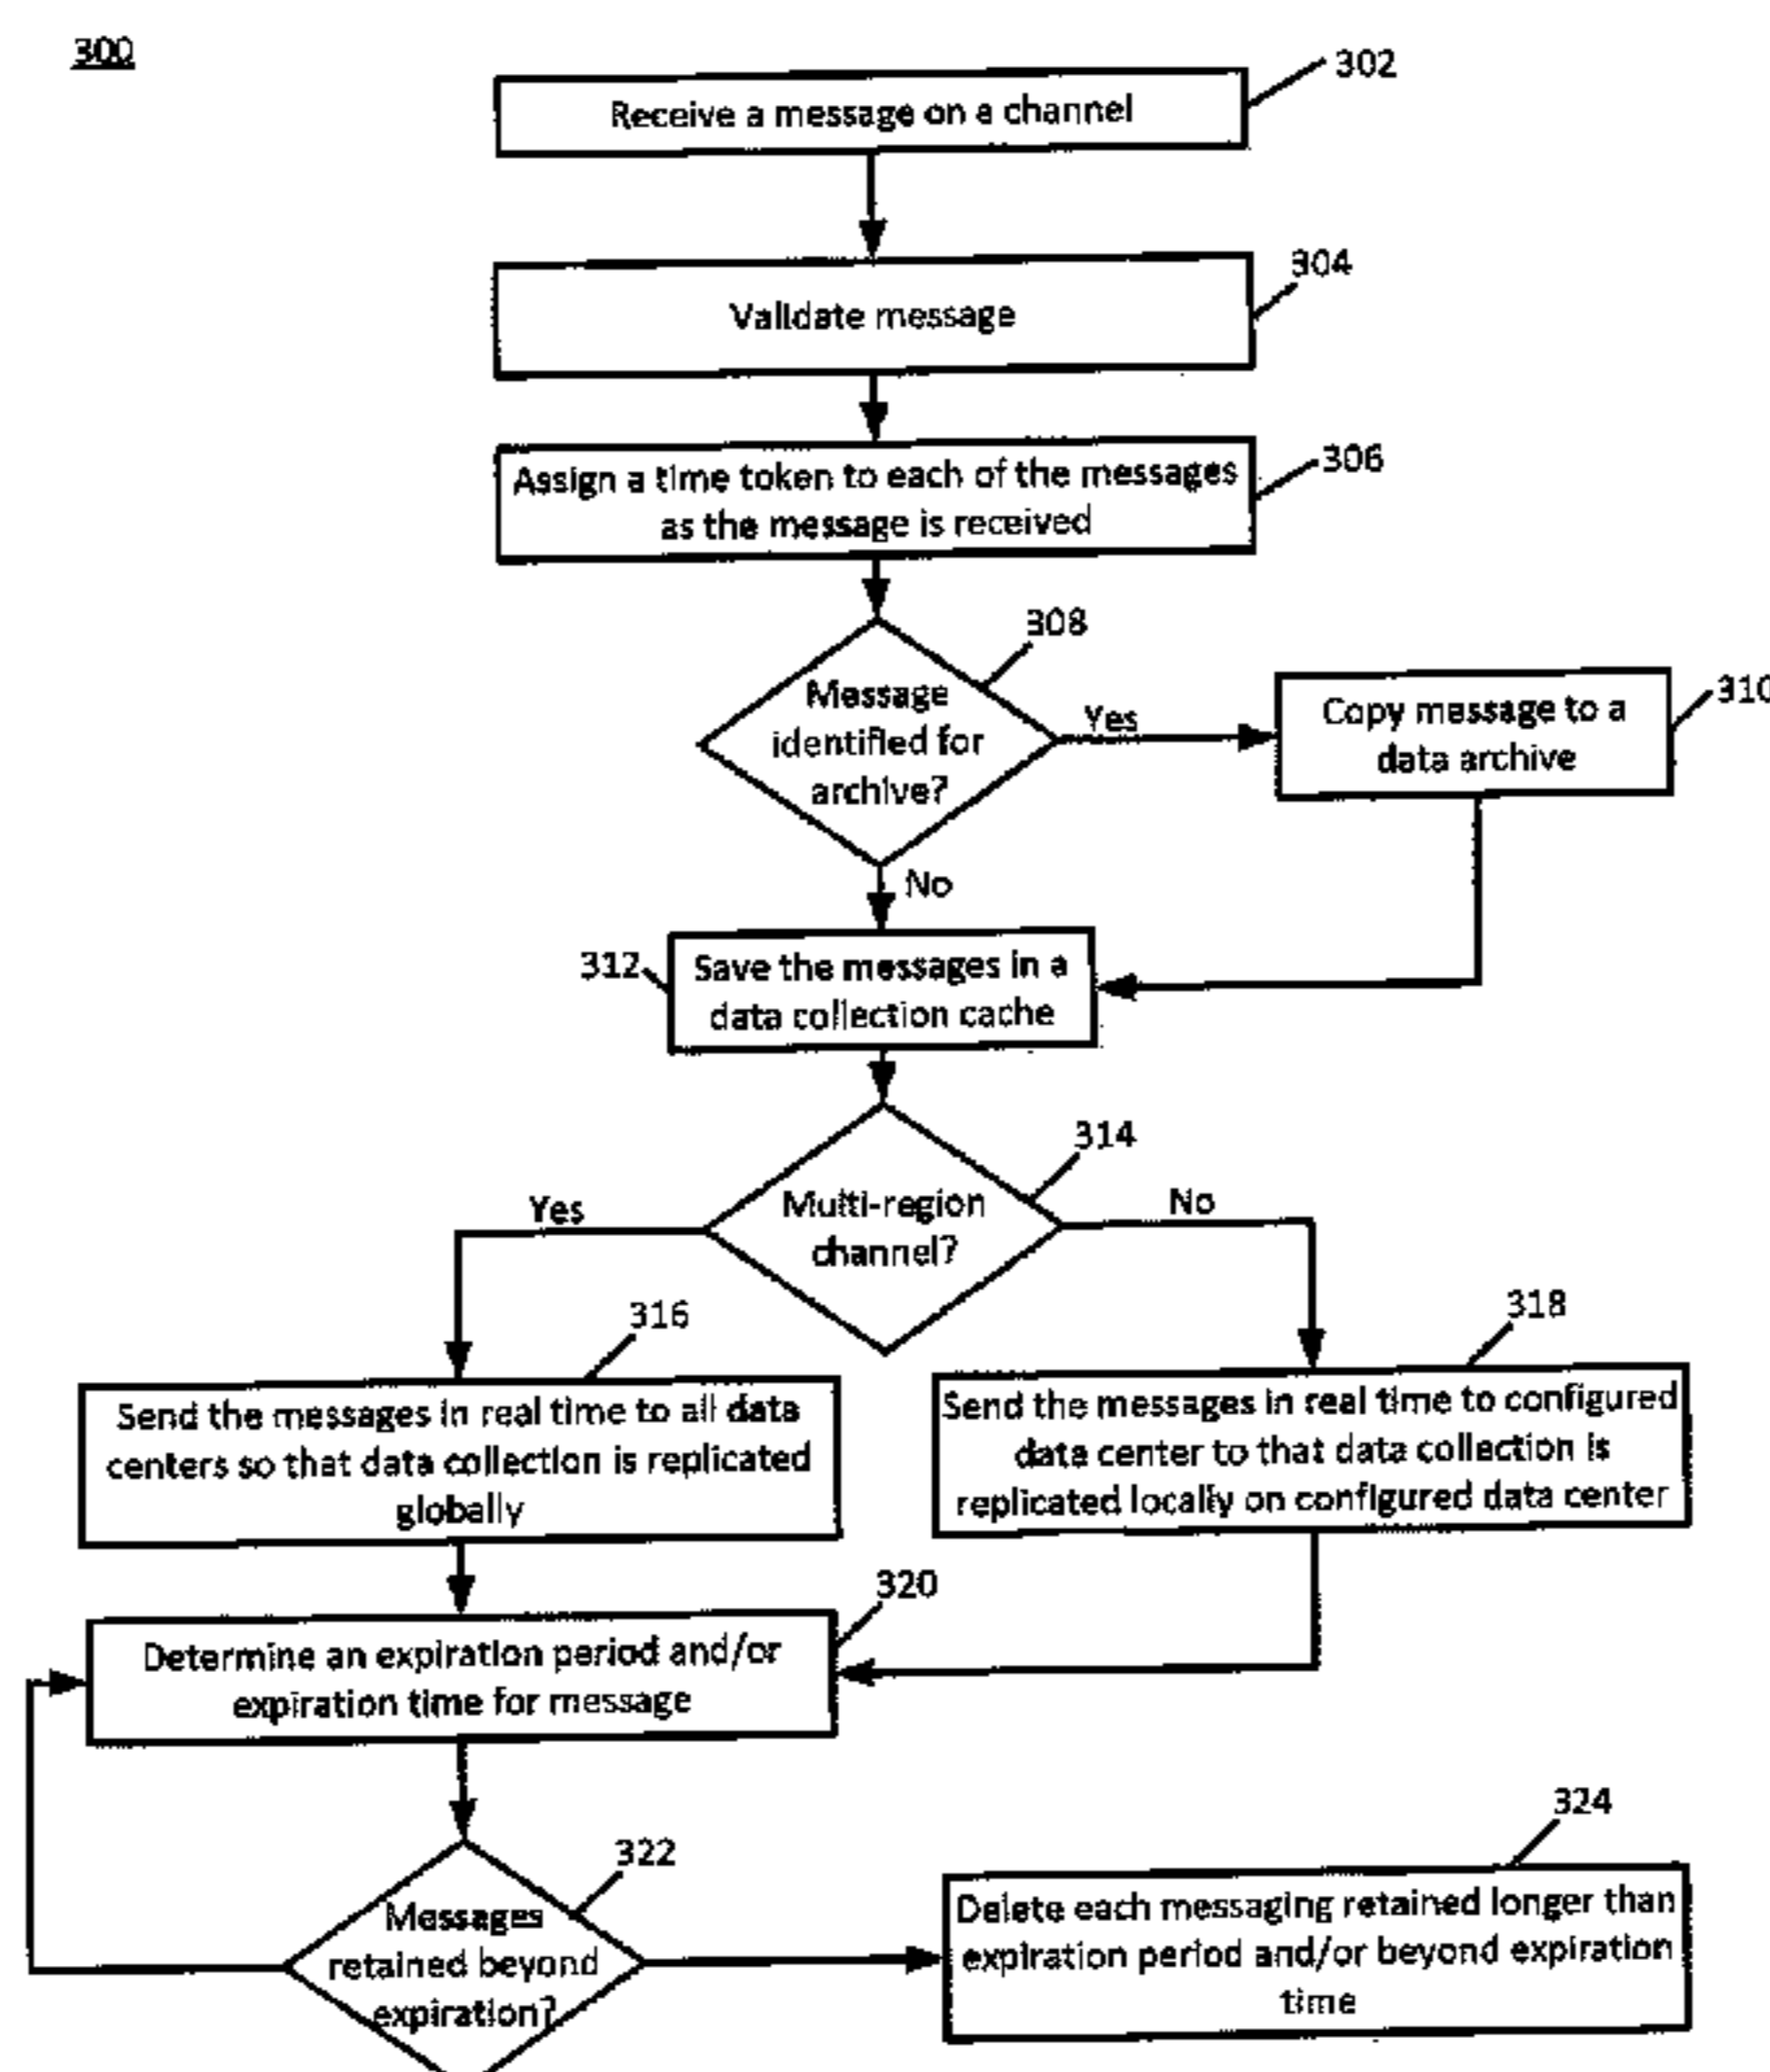 300
302
Receive a message on a channel
304
Validate message
306
Assign a time token to each of the messages
as the message is received
308
Message
identified for
archive?
Yes
310
Copy message to a
data archive
No
312
Save the messages in a
data collection cache
314
Multi-region
channel?
Yes
No
316
Send the messages in real time to all data
centers so that data collection is replicated
globally
318
Send the messages in real time to configured
data center to that data collection is
replicated locally on configured data center
320
Determine an expiration period and/or
expiration time for message
322
Messages
retained beyond
expiration?
324
Delete each messaging retained longer than
expiration period and/or beyond expiration
time